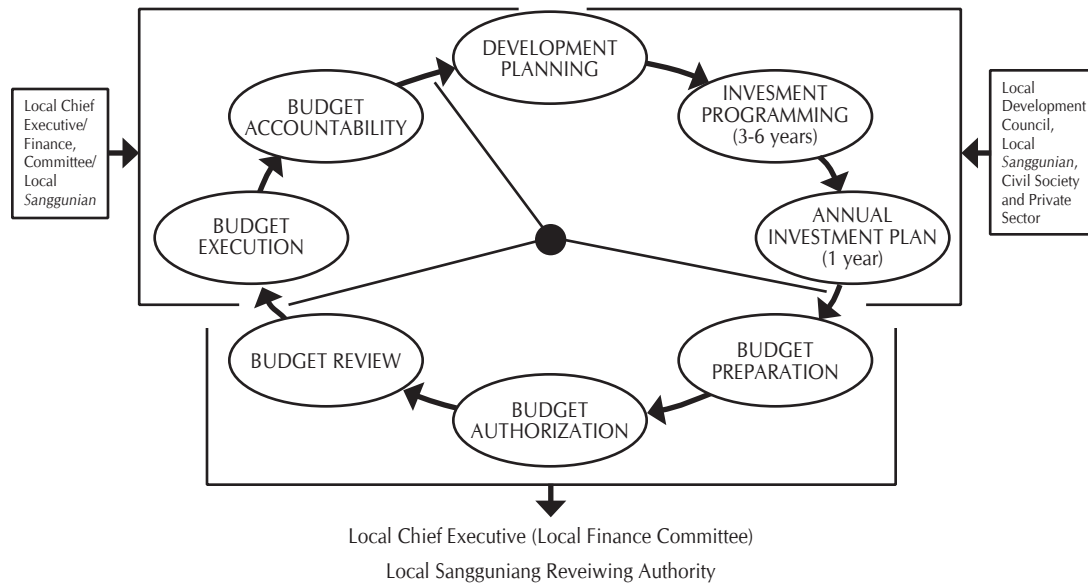 DEVELOPMENT
PLANNING
INVESMENT
PROGRAMMING
(3-6 years)
ANNUAL
INVESTMENT PLAN
(1 year)
BUDGET
PREPARATION
BUDGET
AUTHORIZATION
BUDGET REVIEW
BUDGET
EXECUTION
BUDGET
ACCOUNTABILITY
Local Chief
Executive/
Finance,
Committee/
Local
Sanggunian
Local
Development
Council,
Local
Sanggunian,
Civil Society
and Private
Sector
Local Chief Executive (Local Finance Committee)
Local Sangguniang Reveiwing Authority